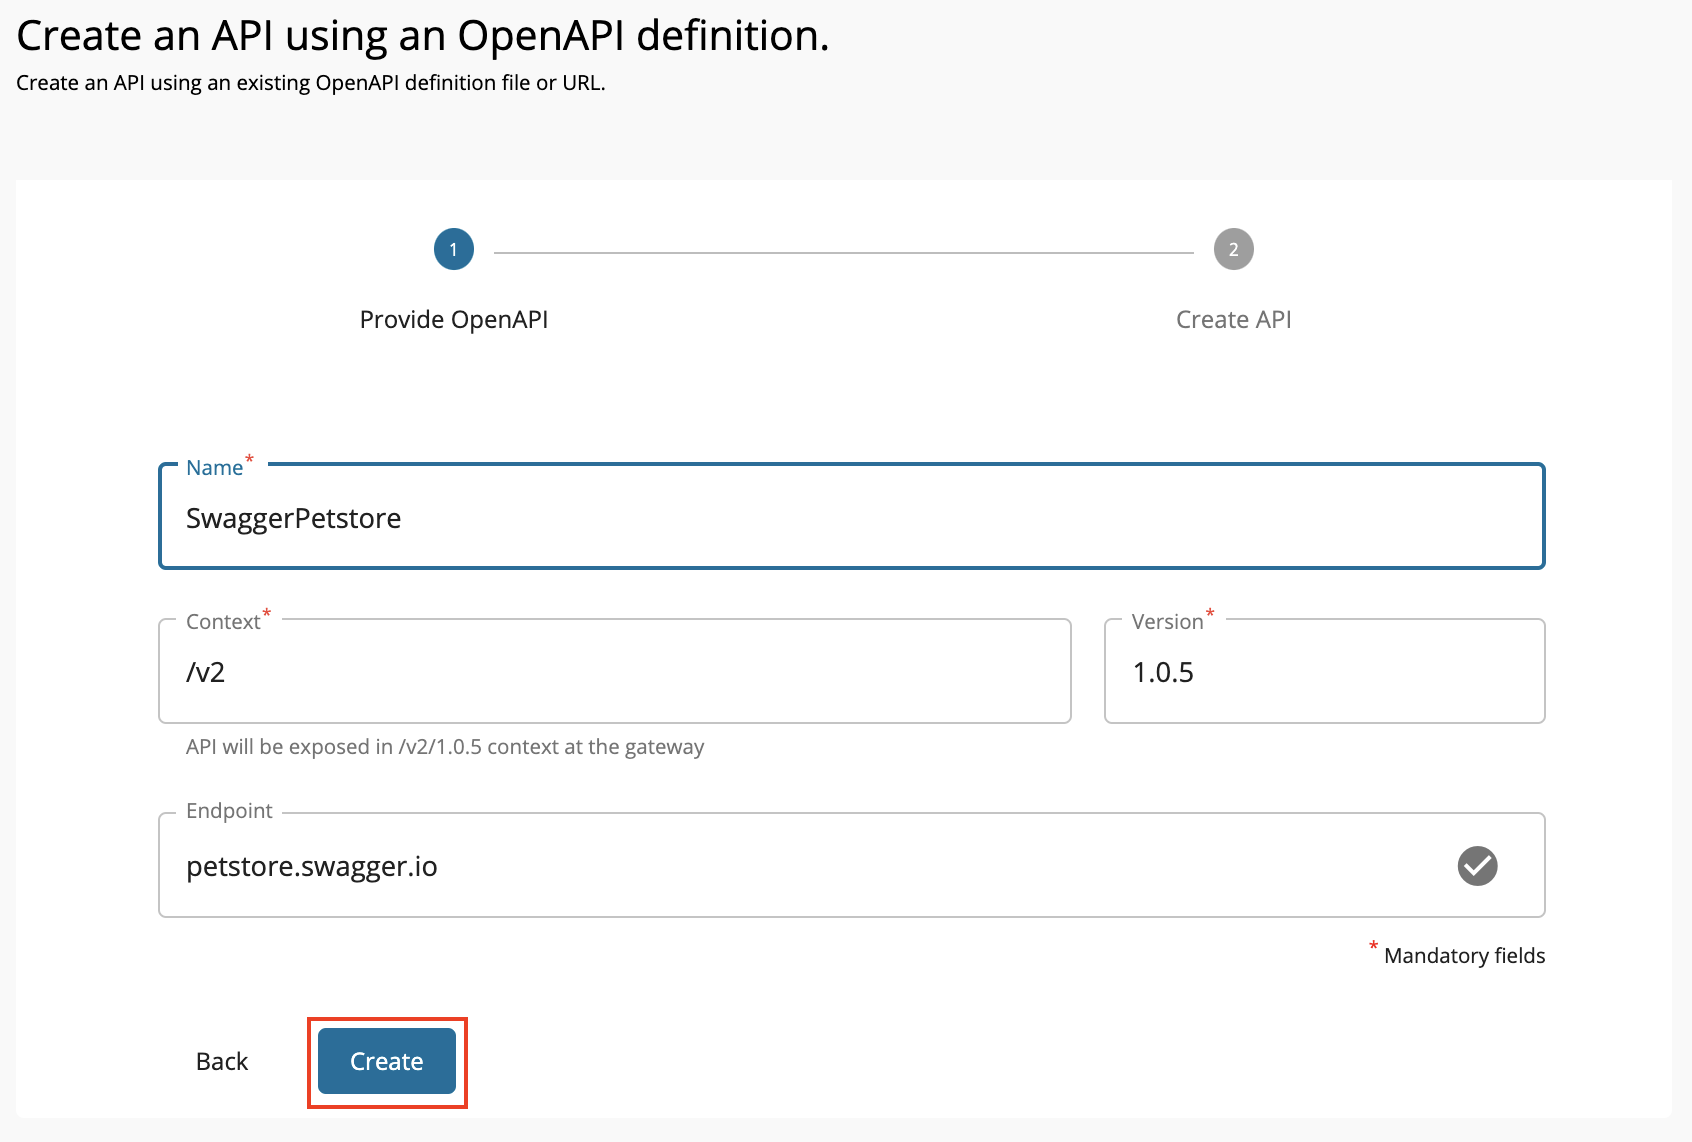 Create an API using an OpenAPI definition.
Create an API using an existing OpenAPI definition file or URL.
1
2
Provide OpenAPI
Create API
Name*
SwaggerPetstore
Context*
Version*
/v2
1.0.5
API will be exposed in /v2/1.0.5 context at the gateway
Endpoint
petstore.swagger.io
* Mandatory fields
Back
Create